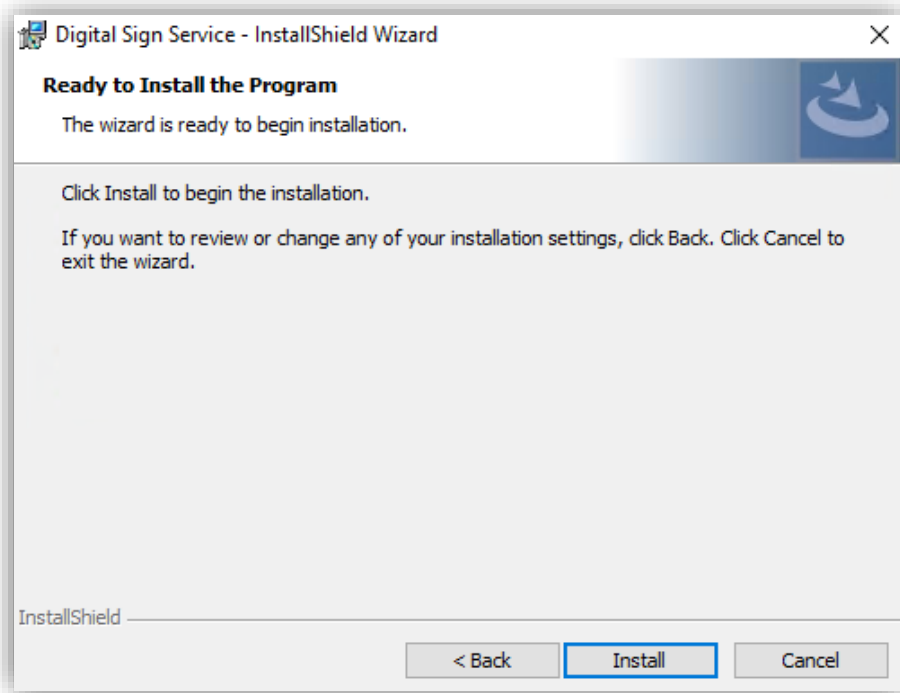 Digital Sign Service - InstallShield Wizard
Ready to Install the Program
The wizard is ready to begin installation.
Click Install to begin the installation.
If you want to review or change any of your installation settings, click Back. Click Cancel to
exit the wizard.
InstallShield
< Back
Install
Cancel